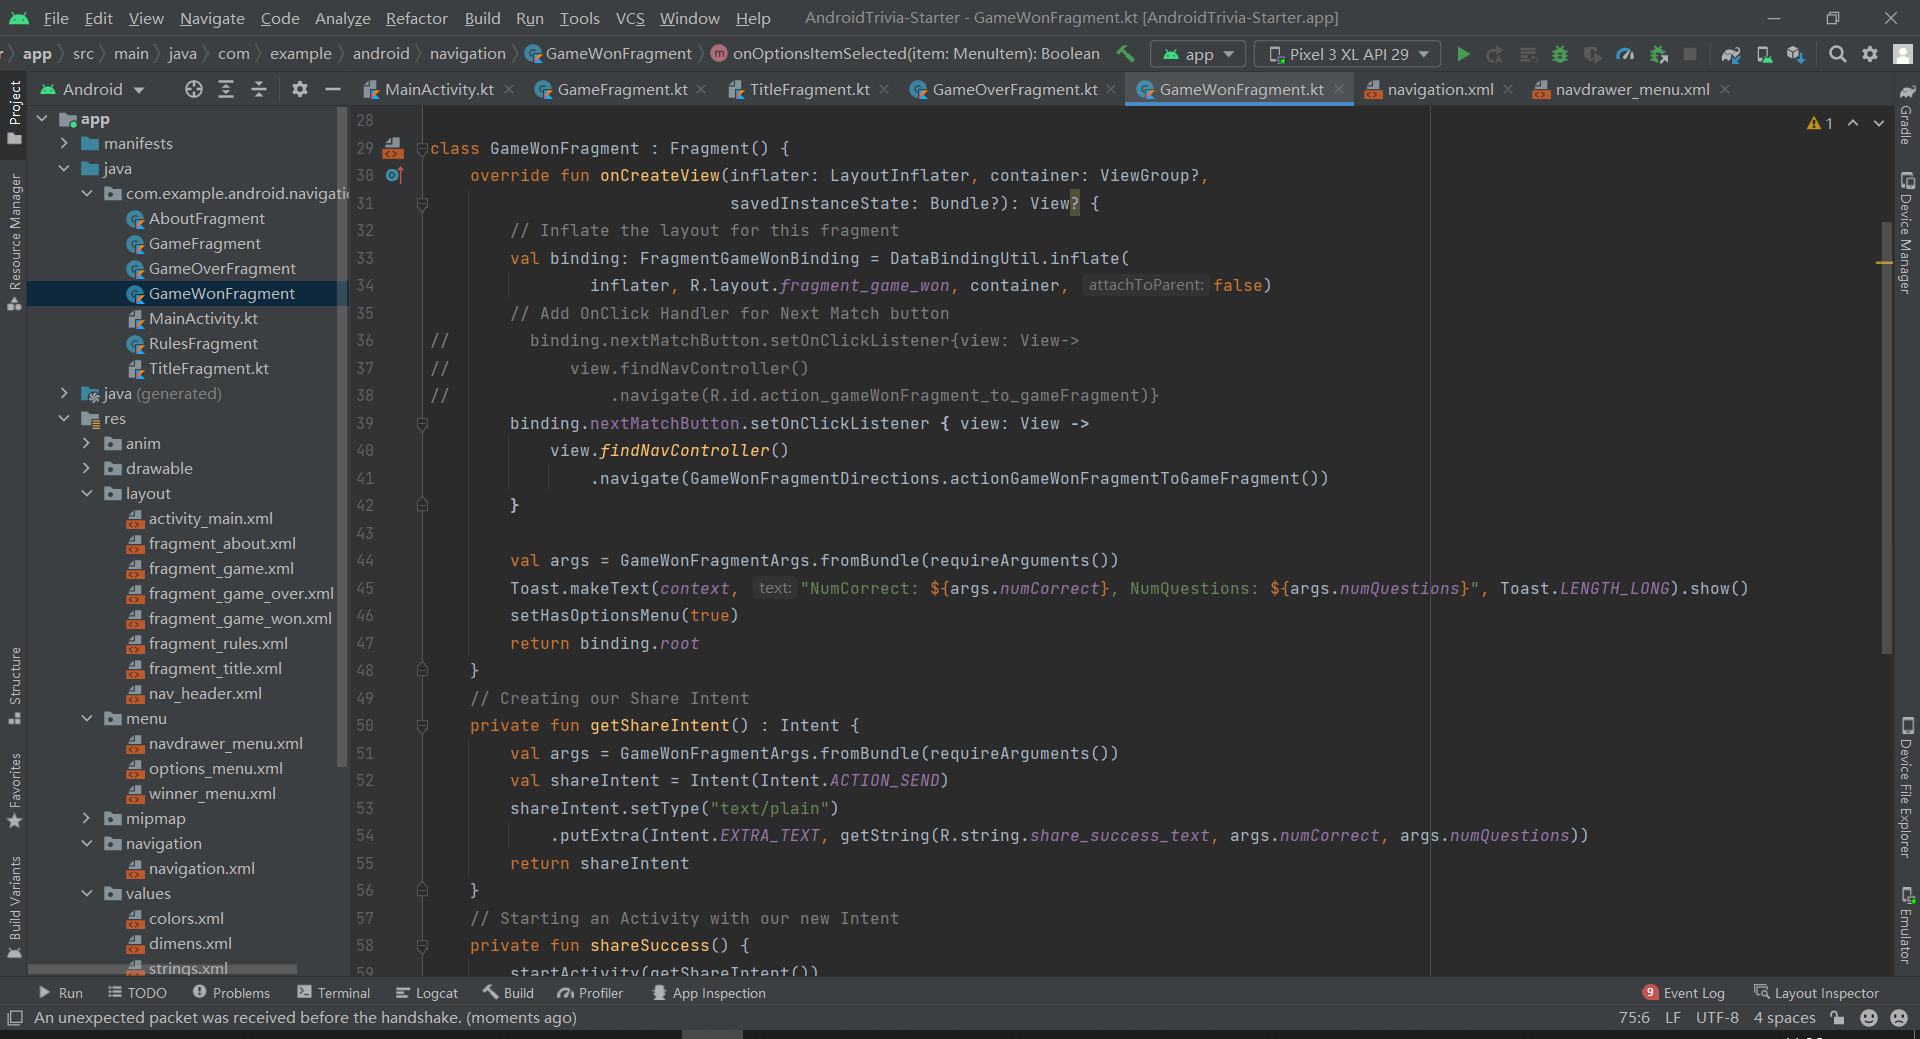 File Edit View Navigate Code Analyze Refactor Build Run Tools VCS Window Help AndroidTrivia-Starter - GameWonFragment.kt [AndroidTrivia-Starter.app]
app src main java com example android navigation GameWonFragment m onOptionsItemSelected(item: MenuItem): Boolean app Pixel 3 XL API 29
Android MainActivity.kt GameFragment.kt TitleFragment.kt GameOverFragment.kt GameWonFragment.kt navigation.xml navdrawer_menu.xml
Project
Resource Manager
Structure
Favorites
Build Variants
app
manifests
java
com.example.android.navigati
AboutFragment
GameFragment
GameOverFragment
GameWonFragment
MainActivity.kt
RulesFragment
TitleFragment.kt
java (generated)
res
anim
drawable
layout
activity_main.xml
fragment_about.xml
fragment_game.xml
fragment_game_over.xml
fragment_game_won.xml
fragment_rules.xml
fragment_title.xml
nav_header.xml
menu
navdrawer_menu.xml
options_menu.xml
winner_menu.xml
mipmap
navigation
navigation.xml
values
colors.xml
dimens.xml
strings.xml
28
29 class GameWonFragment : Fragment() {
30 override fun onCreateView(inflater: LayoutInflater, container: ViewGroup?,
31 savedInstanceState: Bundle?): View? {
32 // Inflate the layout for this fragment
33 val binding: FragmentGameWonBinding = DataBindingUtil.inflate(
34 inflater, R.layout.fragment_game_won, container, attachToParent: false)
35 // Add OnClick Handler for Next Match button
36 // binding.nextMatchButton.setOnClickListener{view: View->
37 // view.findNavController()
38 // .navigate(R.id.action_gameWonFragment_to_gameFragment)}
39 binding.nextMatchButton.setOnClickListener { view: View ->
40 view.findNavController()
41 .navigate(GameWonFragmentDirections.actionGameWonFragmentToGameFragment())
42 }
43
44 val args = GameWonFragmentArgs.fromBundle(requireArguments())
45 Toast.makeText(context, text: "NumCorrect: ${args.numCorrect}, NumQuestions: ${args.numQuestions}", Toast.LENGTH_LONG).show()
46 setHasOptionsMenu(true)
47 return binding.root
48 }
49 // Creating our Share Intent
50 private fun getShareIntent() : Intent {
51 val args = GameWonFragmentArgs.fromBundle(requireArguments())
52 val shareIntent = Intent(Intent.ACTION_SEND)
53 shareIntent.setType("text/plain")
54 .putExtra(Intent.EXTRA_TEXT, getString(R.string.share_success_text, args.numCorrect, args.numQuestions))
55 return shareIntent
56 }
57 // Starting an Activity with our new Intent
58 private fun shareSuccess() {
59 startActivity(getShareIntent())
1
Gradle
Device Manager
Device File Explorer
Emulator
Run TODO Problems Terminal Logcat Build Profiler App Inspection 9 Event Log Layout Inspector
An unexpected packet was received before the handshake. (moments ago) 75:6 LF UTF-8 4 spaces